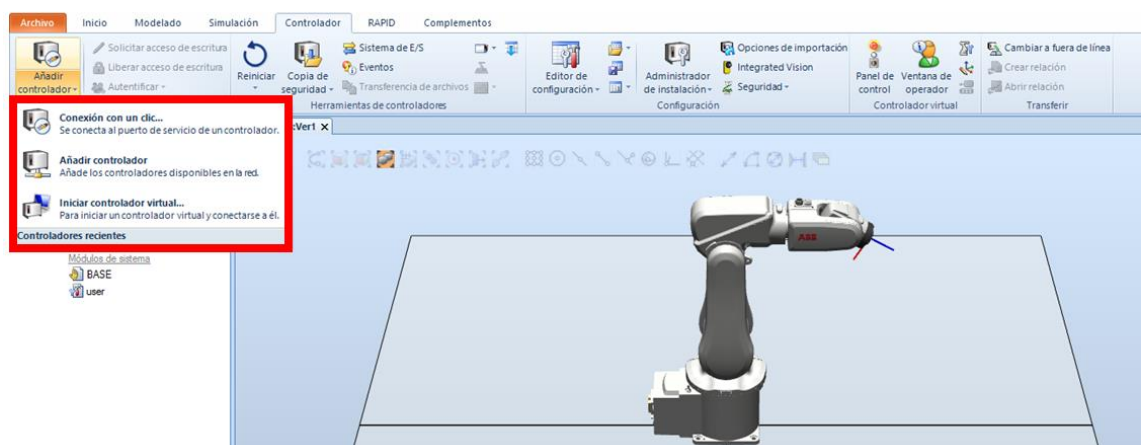 Archivo Inicio Modelado Simulación Controlador RAPID Complementos
Añadir controlador
Solicitar acceso de escritura
Liberar acceso de escritura
Autentificar
Reiniciar
Copia de seguridad
Sistema de E/S
Eventos
Transferencia de archivos
Herramientas de controladores
Editor de configuración
Administrador de instalación
Opciones de importación
Integrated Vision
Seguridad
Configuración
Panel de control
Ventana de operador
Controlador virtual
Cambiar a fuera de línea
Crear relación
Abrir relación
Transferir
Conexión con un clic...
Se conecta al puerto de servicio de un controlador.
Añadir controlador
Añade los controladores disponibles en la red.
Iniciar controlador virtual...
Para iniciar un controlador virtual y conectarse a él.
Controladores recientes
:Ver1 X
Módulos de sistema
BASE
user
ABB